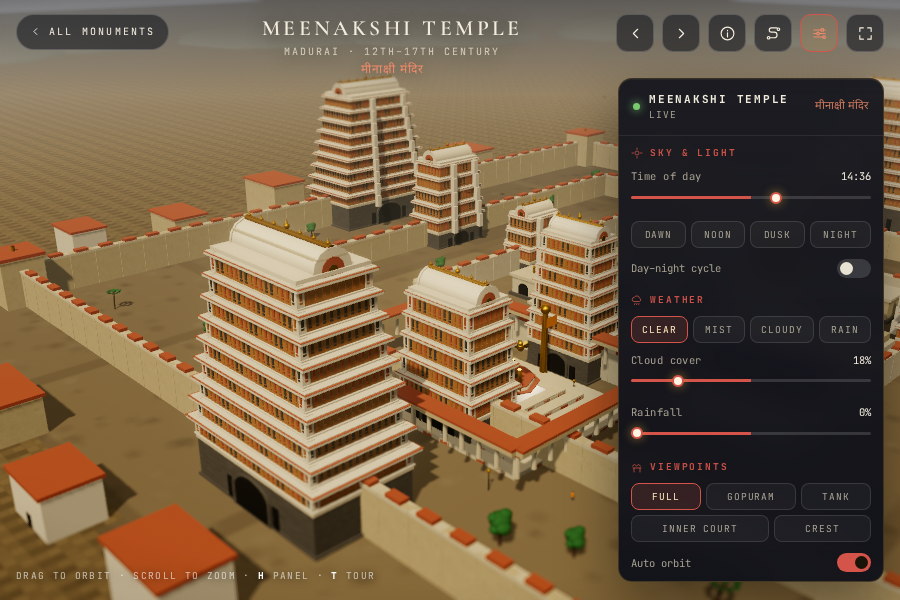 ALL MONUMENTS
MEENAKSHI TEMPLE
MADURAI · 12TH–17TH CENTURY
मीनाक्षी मंदिर
MEENAKSHI TEMPLE
LIVE
मीनाक्षी मंदिर
SKY & LIGHT
Time of day 14:36
DAWN NOON DUSK NIGHT
Day–night cycle
WEATHER
CLEAR MIST CLOUDY RAIN
Cloud cover 18%
Rainfall 0%
VIEWPOINTS
FULL GOPURAM TANK
INNER COURT CREST
Auto orbit
DRAG TO ORBIT · SCROLL TO ZOOM · H PANEL · T TOUR